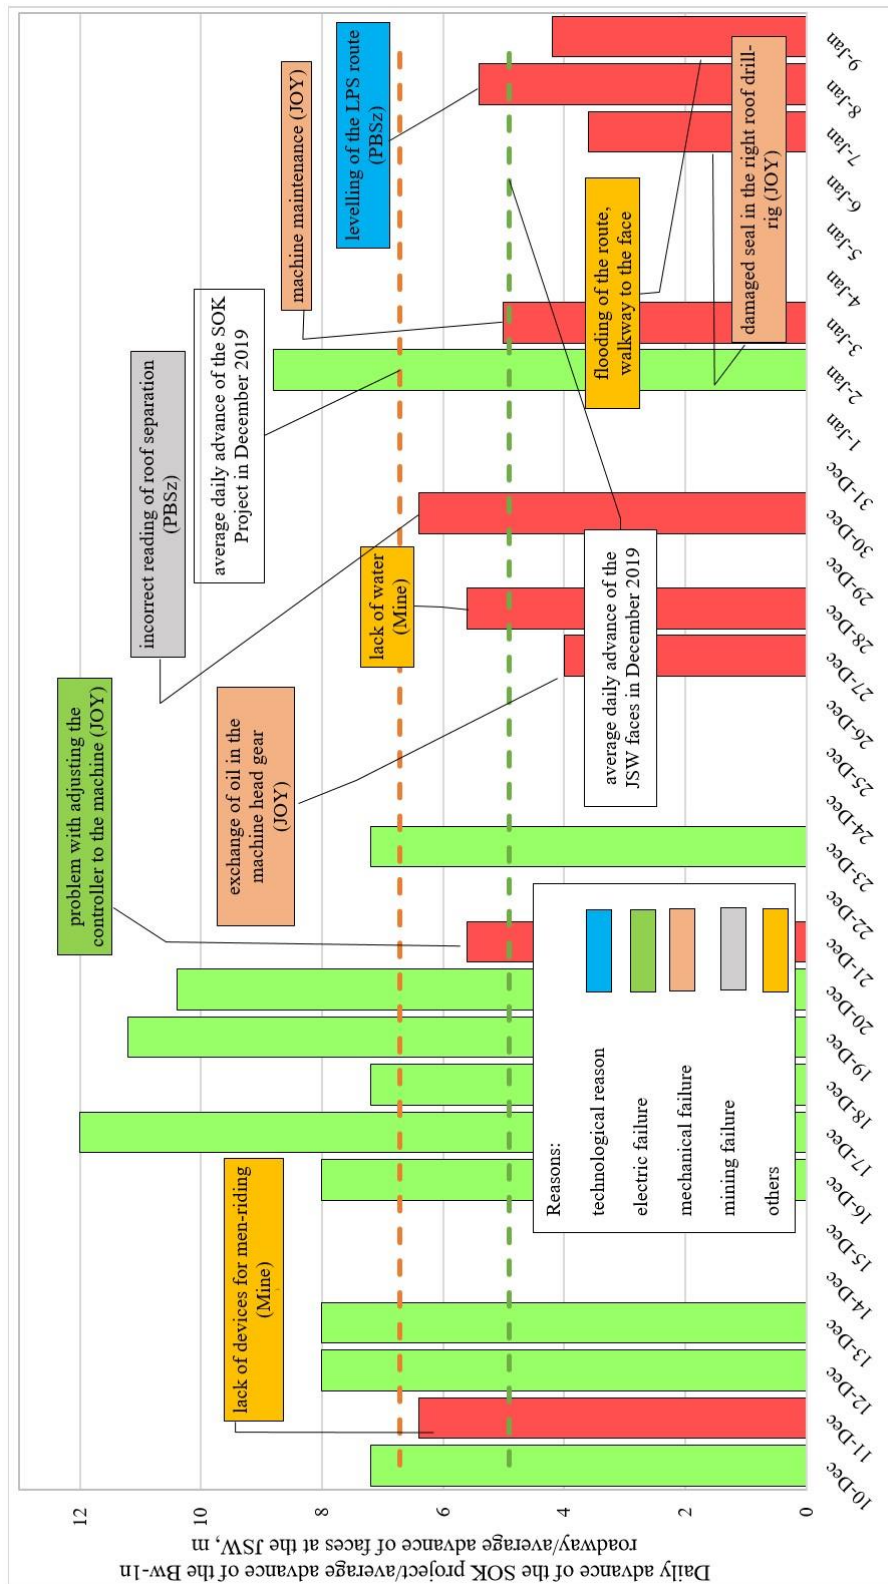 Daily advance of the SOK project/average advance of the Bw-1n
roadway/average advance of faces at the JSW, m
12
10
8
6
4
2
0
lack of devices for men-riding
(Mine)
problem with adjusting the
controller to the machine (JOY)
exchange of oil in the
machine head gear
(JOY)
incorrect reading of roof separation
(PBSz)
lack of water
(Mine)
average daily advance of the SOK
Project in December 2019
average daily advance of the
JSW faces in December 2019
machine maintenance (JOY)
levelling of the LPS route
(PBSz)
flooding of the route,
walkway to the face
damaged seal in the right roof drill-
rig (JOY)
Reasons:
technological reason
electric failure
mechanical failure
mining failure
others
10-Dec
11-Dec
12-Dec
13-Dec
14-Dec
15-Dec
16-Dec
17-Dec
18-Dec
19-Dec
20-Dec
21-Dec
22-Dec
23-Dec
24-Dec
25-Dec
26-Dec
27-Dec
28-Dec
29-Dec
30-Dec
31-Dec
1-Jan
2-Jan
3-Jan
4-Jan
5-Jan
6-Jan
7-Jan
8-Jan
9-Jan